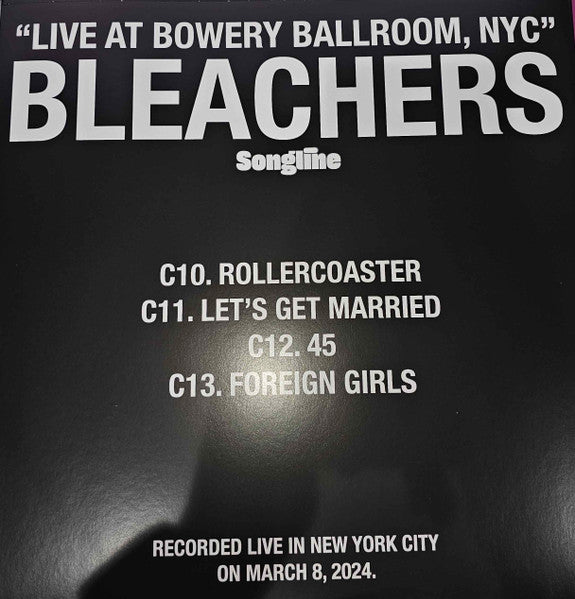 “LIVE AT BOWERY BALLROOM, NYC”
BLEACHERS
Songline
C10. ROLLERCOASTER
C11. LET'S GET MARRIED
C12. 45
C13. FOREIGN GIRLS
RECORDED LIVE IN NEW YORK CITY
ON MARCH 8, 2024.